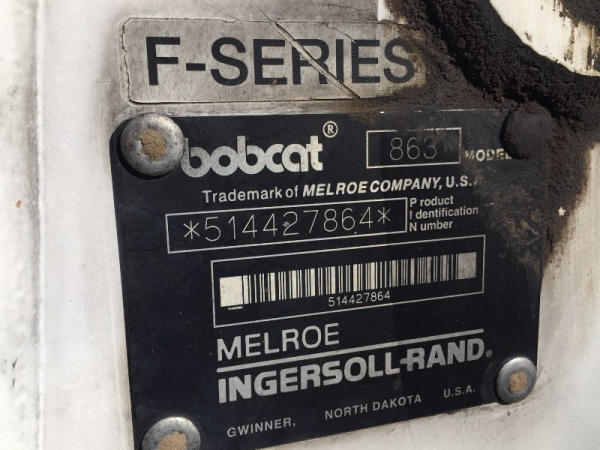 F-SERIES
bobcat® 863 MODEL
Trademark of MELROE COMPANY, U.S.A
*514427864* Product Identification Number
514427864
MELROE
INGERSOLL-RAND®
GWINNER, NORTH DAKOTA U.S.A.